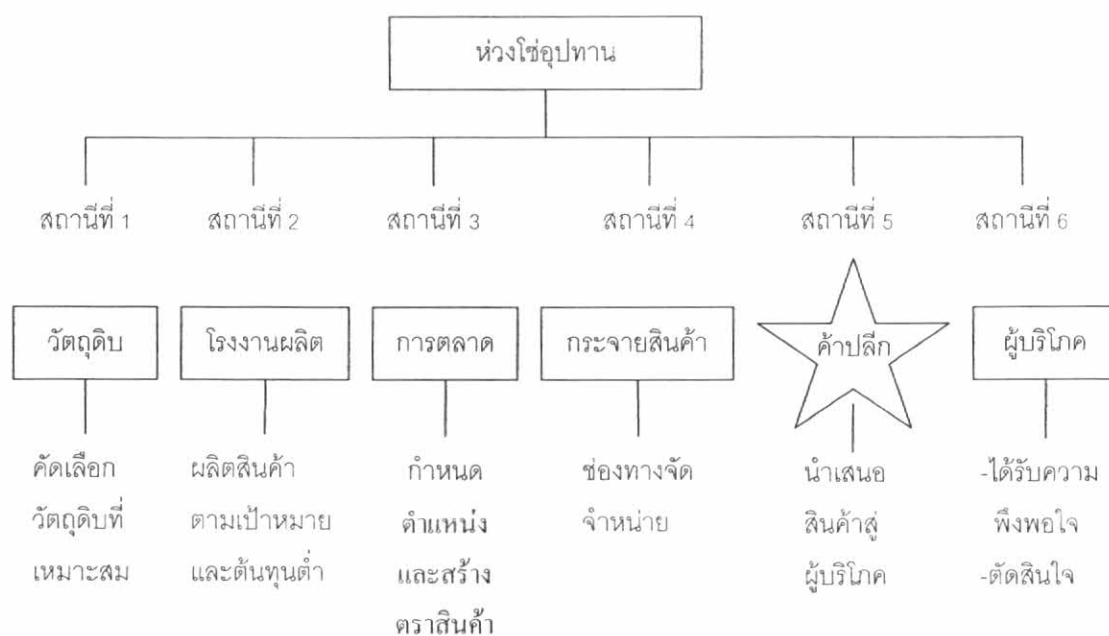 ห่วงโซ่อุปทาน
สถานีที่ 1
สถานีที่ 2
สถานีที่ 3
สถานีที่ 4
สถานีที่ 5
สถานีที่ 6
วัตถุดิบ
โรงงานผลิต
การตลาด
กระจายสินค้า
ค้าปลีก
ผู้บริโภค
คัดเลือก
วัตถุดิบที่
เหมาะสม
ผลิตสินค้า
ตามเป้าหมาย
และต้นทุนต่ำ
กำหนด
ตำแหน่ง
และสร้าง
ตราสินค้า
ช่องทางจัด
จำหน่าย
นำเสนอ
สินค้าสู่
ผู้บริโภค
-ได้รับความ
พึงพอใจ
-ตัดสินใจ